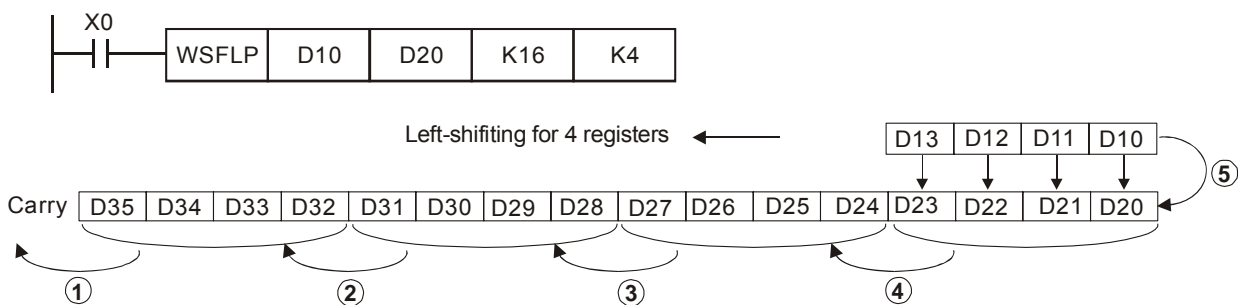 X0
WSFLP D10 D20 K16 K4
Left-shifiting for 4 registers
D13 D12 D11 D10
5
Carry D35 D34 D33 D32 D31 D30 D29 D28 D27 D26 D25 D24 D23 D22 D21 D20
1 2 3 4